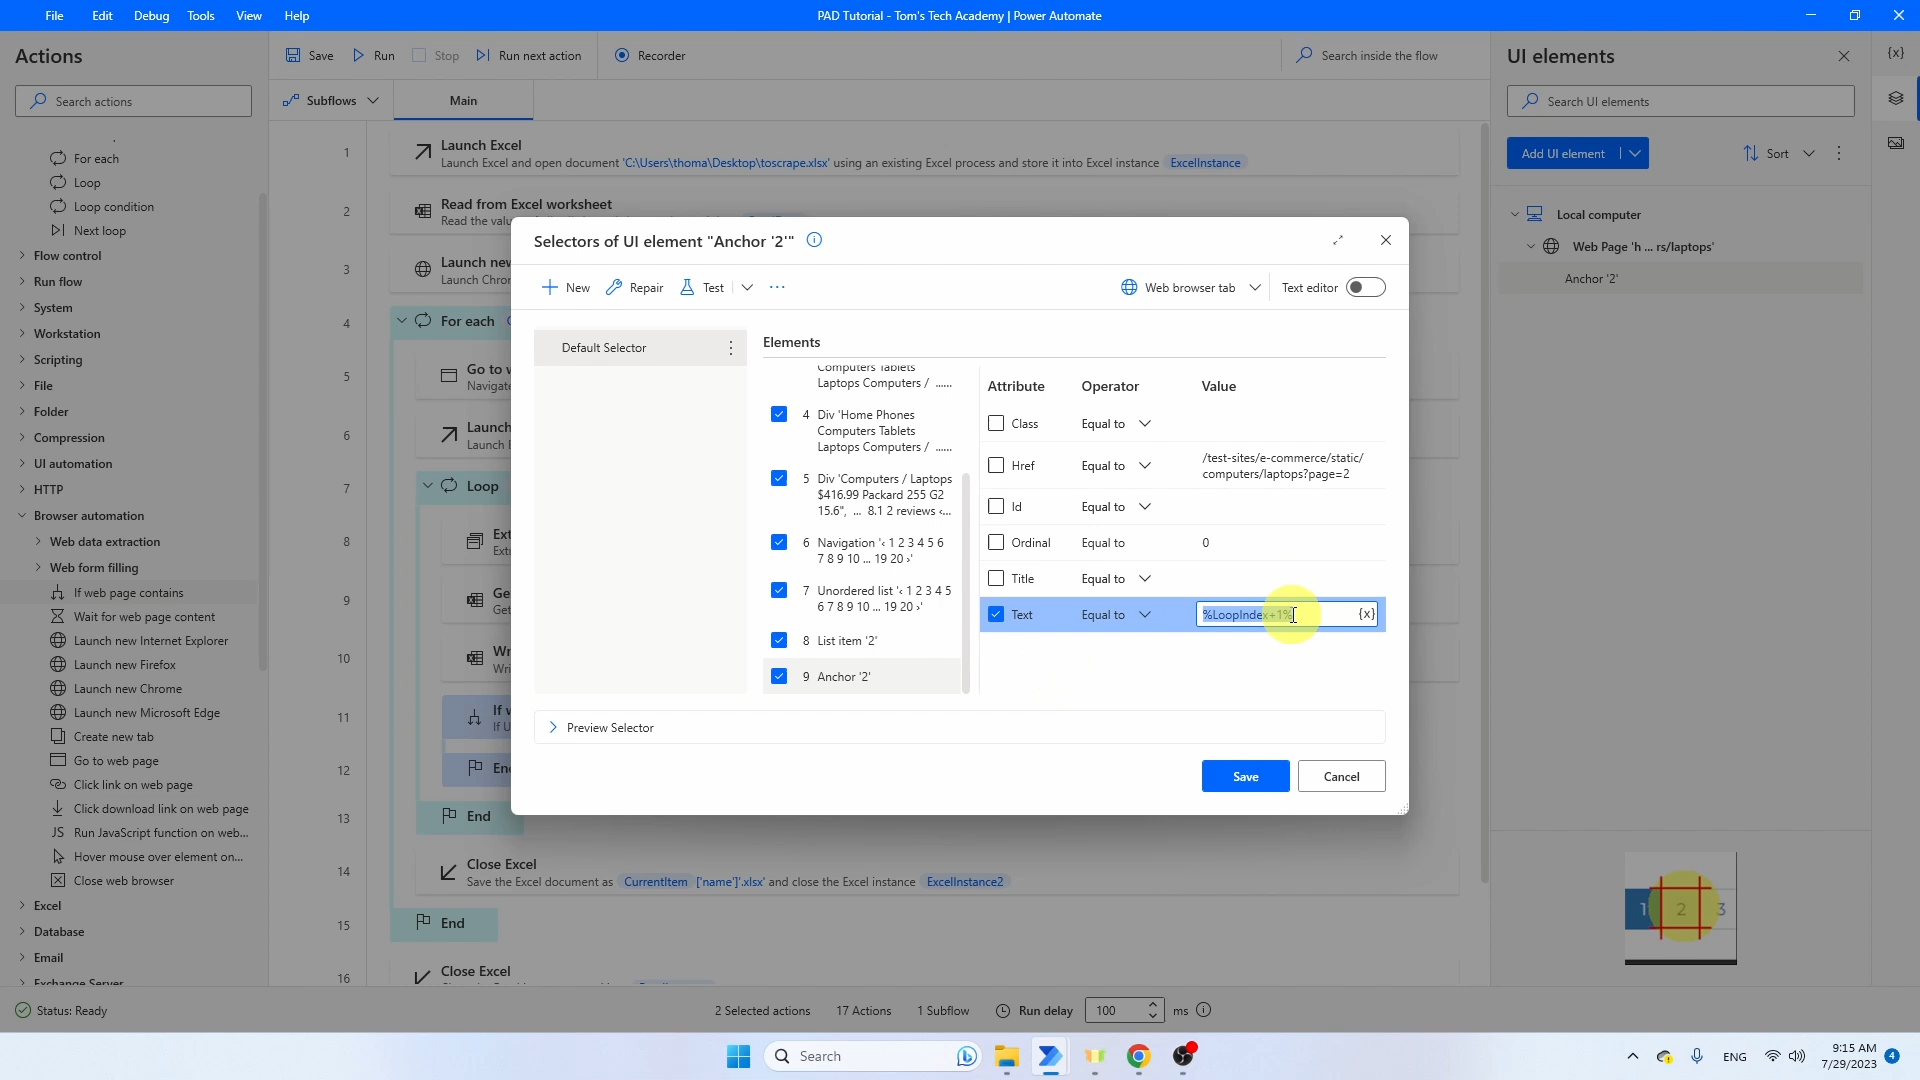 File Edit Debug Tools View Help
PAD Tutorial - Tom's Tech Academy | Power Automate
Actions
Search actions
For each
Loop
Loop condition
Next loop
Flow control
Run flow
System
Workstation
Scripting
File
Folder
Compression
UI automation
HTTP
Browser automation
Web data extraction
Web form filling
If web page contains
Wait for web page content
Launch new Internet Explorer
Launch new Firefox
Launch new Chrome
Launch new Microsoft Edge
Create new tab
Go to web page
Click link on web page
Click download link on web page
JS Run JavaScript function on web...
Hover mouse over element on...
Close web browser
Excel
Database
Email
Exchange Server
Save Run Stop Run next action Recorder
Search inside the flow
Subflows Main
1 Launch Excel
Launch Excel and open document 'C:\Users\thoma\Desktop\toscrape.xlsx' using an existing Excel process and store it into Excel instance ExcelInstance
2 Read from Excel worksheet
3
4 For each
5
6
7 Loop
8
9
10
11
12
13 End
14 Close Excel
Save the Excel document as CurrentItem ['name']'.xlsx' and close the Excel instance ExcelInstance2
15 End
16 Close Excel
Selectors of UI element "Anchor '2'"
New Repair Test
Web browser tab Text editor
Default Selector
Elements
Computers Tablets
Laptops Computers / ......
4 Div 'Home Phones
Computers Tablets
Laptops Computers / ......
5 Div 'Computers / Laptops
$416.99 Packard 255 G2
15.6", ... 8.1 2 reviews ‹...
6 Navigation '‹ 1 2 3 4 5 6
7 8 9 10 ... 19 20 ›'
7 Unordered list '‹ 1 2 3 4 5
6 7 8 9 10 ... 19 20 ›'
8 List item '2'
9 Anchor '2'
Attribute Operator Value
Class Equal to
Href Equal to /test-sites/e-commerce/static/
computers/laptops?page=2
Id Equal to
Ordinal Equal to 0
Title Equal to
Text Equal to %LoopIndex+1% {x}
Preview Selector
Save Cancel
UI elements
Search UI elements
Add UI element Sort
Local computer
Web Page 'h ... rs/laptops'
Anchor '2'
1 2 3
{x}
Status: Ready
2 Selected actions 17 Actions 1 Subflow Run delay 100 ms
Search
ENG
9:15 AM
7/29/2023
4